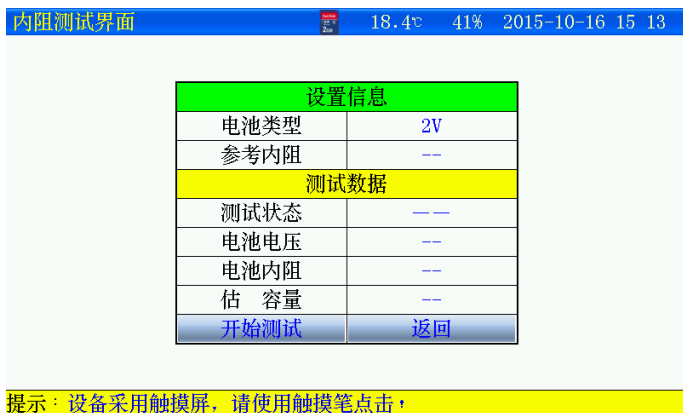 内阻测试界面 18.4℃ 41% 2015-10-16 15 13
设置信息
电池类型 2V
参考内阻 --
测试数据
测试状态 ——
电池电压 --
电池内阻 --
估 容量 --
开始测试 返回
提示:设备采用触摸屏，请使用触摸笔点击！